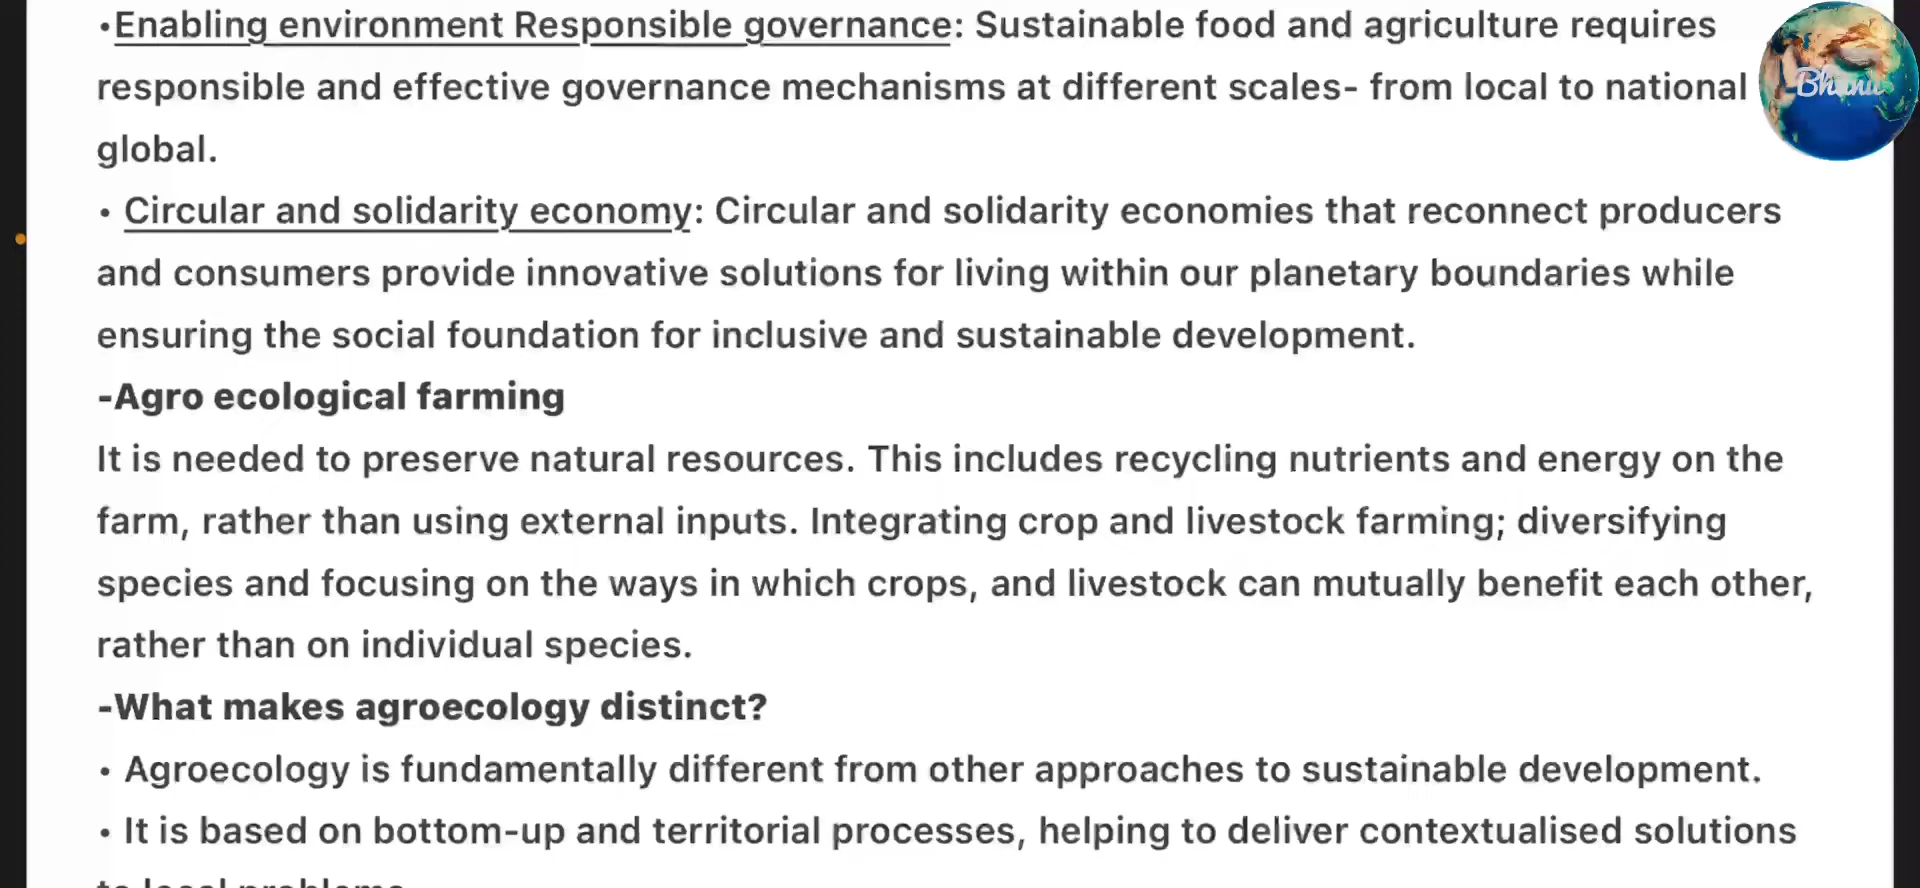 •Enabling environment Responsible governance: Sustainable food and agriculture requires
responsible and effective governance mechanisms at different scales- from local to national
global.
• Circular and solidarity economy: Circular and solidarity economies that reconnect producers
and consumers provide innovative solutions for living within our planetary boundaries while
ensuring the social foundation for inclusive and sustainable development.
-Agro ecological farming
It is needed to preserve natural resources. This includes recycling nutrients and energy on the
farm, rather than using external inputs. Integrating crop and livestock farming; diversifying
species and focusing on the ways in which crops, and livestock can mutually benefit each other,
rather than on individual species.
-What makes agroecology distinct?
• Agroecology is fundamentally different from other approaches to sustainable development.
• It is based on bottom-up and territorial processes, helping to deliver contextualised solutions
to local problems